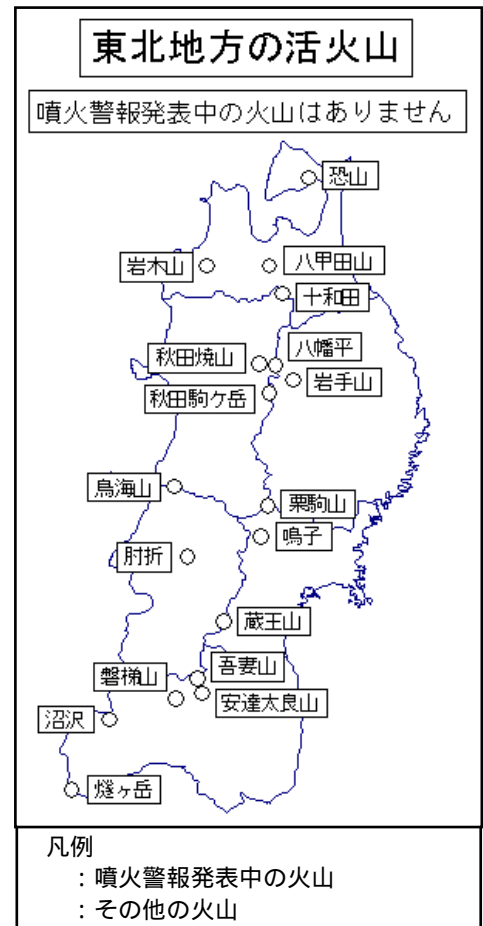 東北地方の活火山
噴火警報発表中の火山はありません
恐山
岩木山
八甲田山
十和田
八幡平
秋田焼山
岩手山
秋田駒ケ岳
鳥海山
栗駒山
鳴子
肘折
蔵王山
吾妻山
磐梯山
安達太良山
沼沢
燧ヶ岳
凡例
：噴火警報発表中の火山
：その他の火山